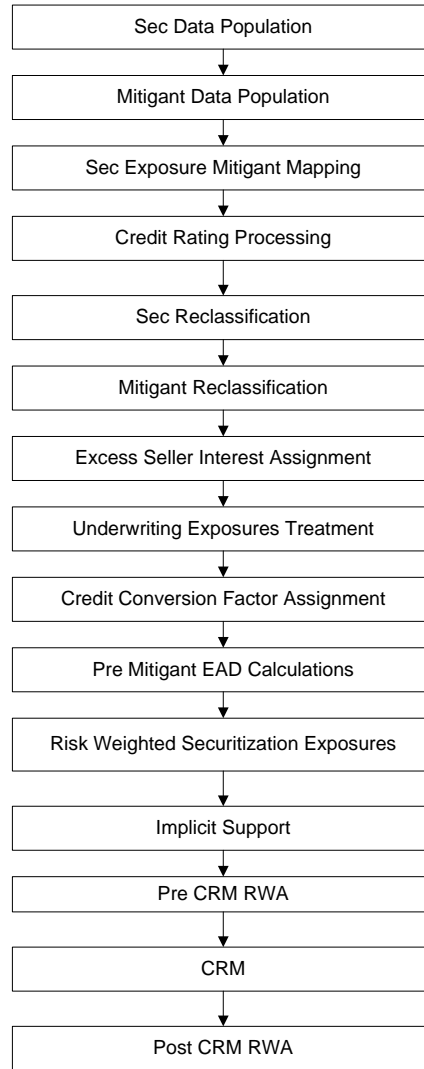 Sec Data Population
Mitigant Data Population
Sec Exposure Mitigant Mapping
Credit Rating Processing
Sec Reclassification
Mitigant Reclassification
Excess Seller Interest Assignment
Underwriting Exposures Treatment
Credit Conversion Factor Assignment
Pre Mitigant EAD Calculations
Risk Weighted Securitization Exposures
Implicit Support
Pre CRM RWA
CRM
Post CRM RWA